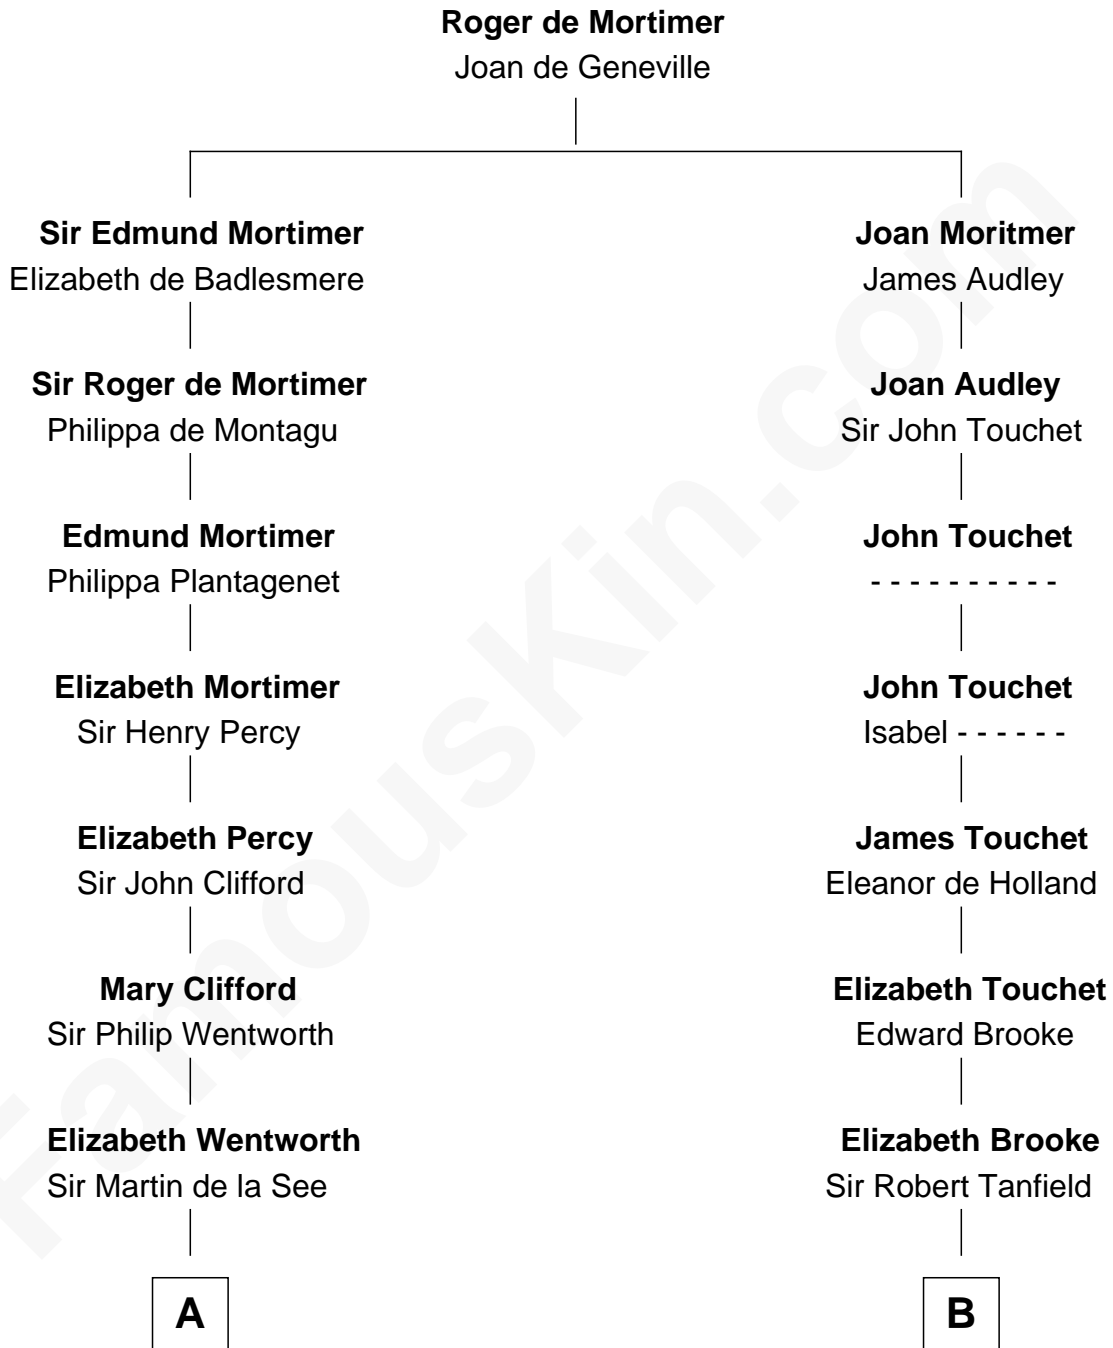 Roger de Mortimer
Joan de Geneville
Sir Edmund Mortimer
Elizabeth de Badlesmere
Sir Roger de Mortimer
Philippa de Montagu
Edmund Mortimer
Philippa Plantagenet
Elizabeth Mortimer
Sir Henry Percy
Elizabeth Percy
Sir John Clifford
Mary Clifford
Sir Philip Wentworth
Elizabeth Wentworth
Sir Martin de la See
A
Joan Moritmer
James Audley
Joan Audley
Sir John Touchet
John Touchet
- - - - - - - - - -
John Touchet
Isabel - - - - - -
James Touchet
Eleanor de Holland
Elizabeth Touchet
Edward Brooke
Elizabeth Brooke
Sir Robert Tanfield
B
FamousKin.com